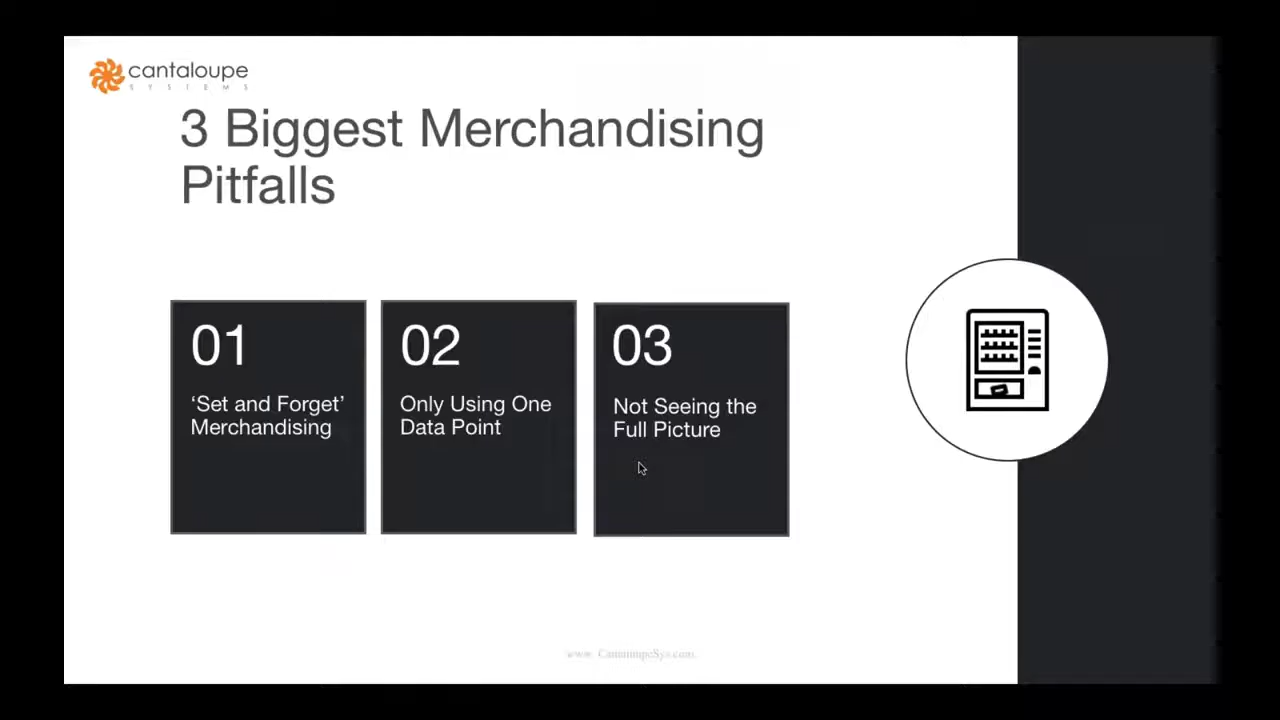 cantaloupe
SYSTEMS
3 Biggest Merchandising
Pitfalls
01
‘Set and Forget’
Merchandising
02
Only Using One
Data Point
03
Not Seeing the
Full Picture
www.